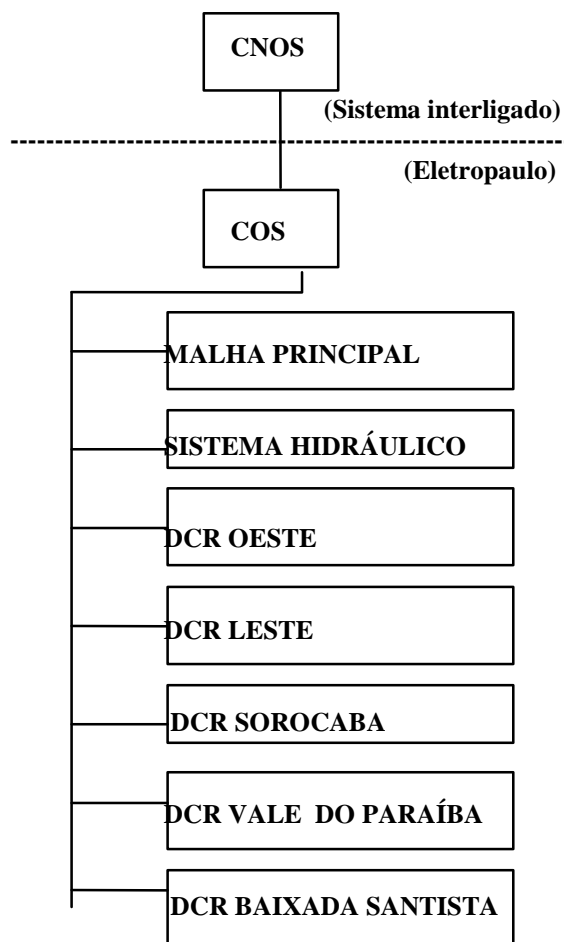 CNOS
(Sistema interligado)
(Eletropaulo)
COS
MALHA PRINCIPAL
SISTEMA HIDRÁULICO
DCR OESTE
DCR LESTE
DCR SOROCABA
DCR VALE DO PARAÍBA
DCR BAIXADA SANTISTA